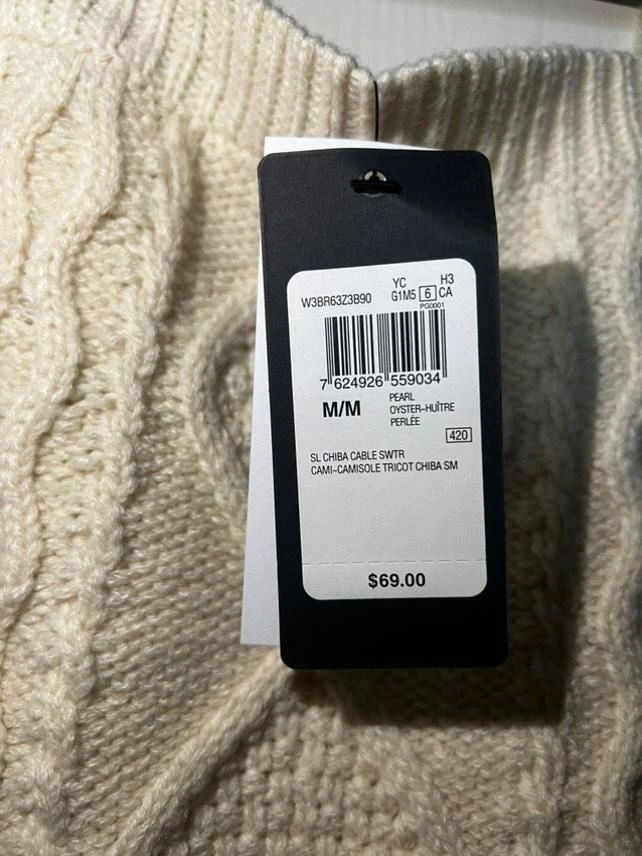 YC H3
W3BR63Z3B90 G1M5 6 CA
PG0001
7 624926 559034
M/M PEARL
OYSTER-HUÎTRE
PERLÉE
420
SL CHIBA CABLE SWTR
CAMI-CAMISOLE TRICOT CHIBA SM
$69.00